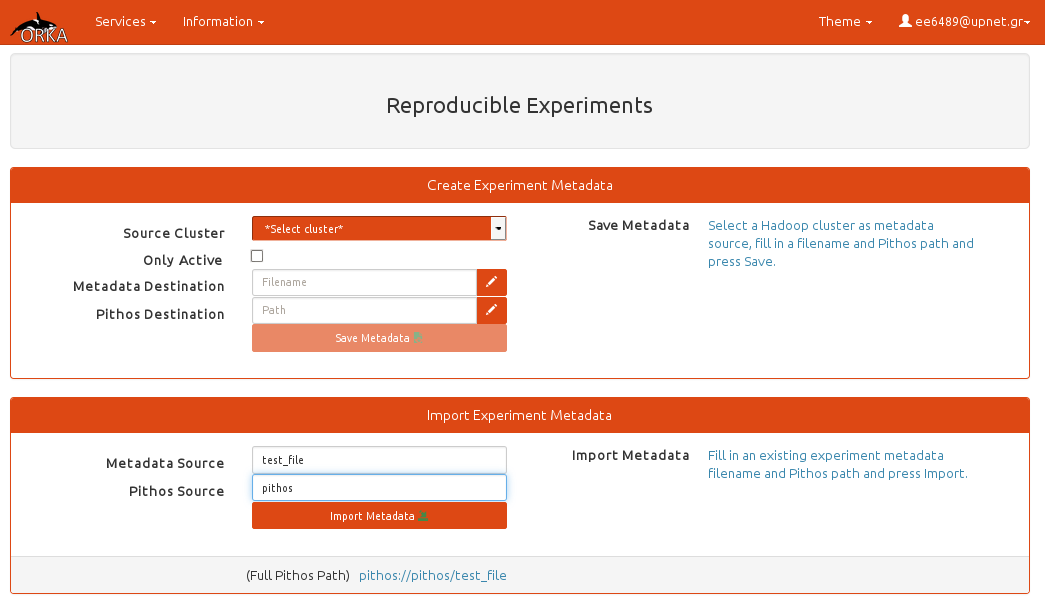 ORKA Services Information Theme ee6489@upnet.gr
Reproducible Experiments
Create Experiment Metadata
Source Cluster *Select cluster*
Only Active
Metadata Destination Filename
Pithos Destination Path
Save Metadata
Save Metadata Select a Hadoop cluster as metadata
source, fill in a filename and Pithos path and
press Save.
Import Experiment Metadata
Metadata Source test_file
Pithos Source pithos
Import Metadata
Import Metadata Fill in an existing experiment metadata
filename and Pithos path and press Import.
(Full Pithos Path) pithos://pithos/test_file